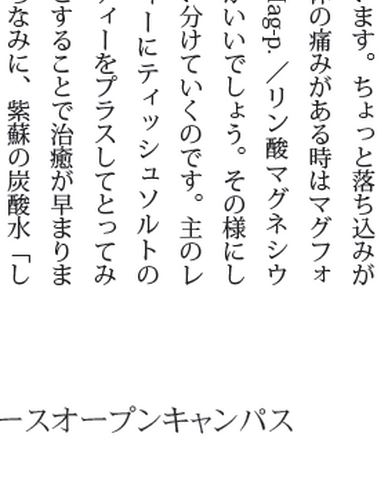 います。ちょっと落ち込みが
体の痛みがある時はマグフォ
Mag-p.／リン酸マグネシウ
がいいでしょう。その様にし
い分けていくのです。主のレ
ーにティッシュソルトの
ティーをプラスしてとってみ
とすることで治癒が早まりま
なみに、紫蘇の炭酸水「し
ースオープンキャンパス